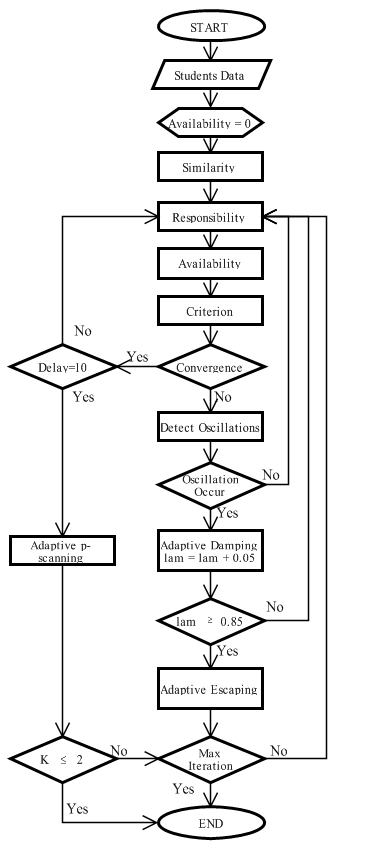 START
Students Data
Availability = 0
Similarity
Responsibility
Availability
Criterion
No
Yes
Delay=10
Convergence
Yes
No
Detect Oscillations
Oscillation
Occur
No
Yes
Adaptive p-
scanning
Adaptive Damping
lam = lam + 0.05
No
lam ≥ 0.85
Yes
Adaptive Escaping
K ≤ 2
No
Max
Iteration
No
Yes
Yes
END